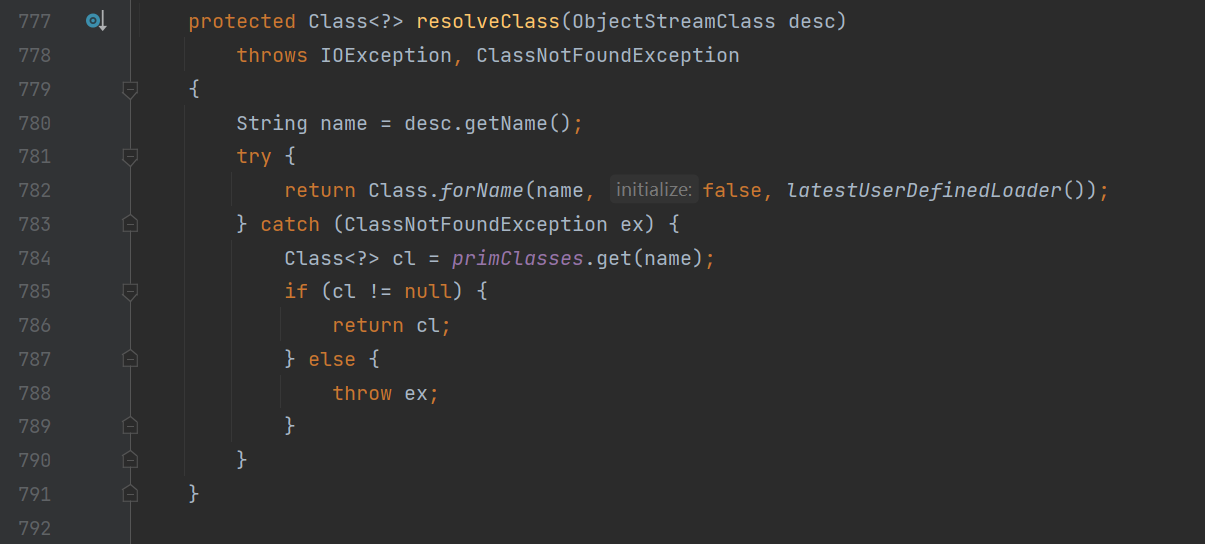 777 protected Class<?> resolveClass(ObjectStreamClass desc)
778 throws IOException, ClassNotFoundException
779 {
780 String name = desc.getName();
781 try {
782 return Class.forName(name, initialize: false, latestUserDefinedLoader());
783 } catch (ClassNotFoundException ex) {
784 Class<?> cl = primClasses.get(name);
785 if (cl != null) {
786 return cl;
787 } else {
788 throw ex;
789 }
790 }
791 }
792